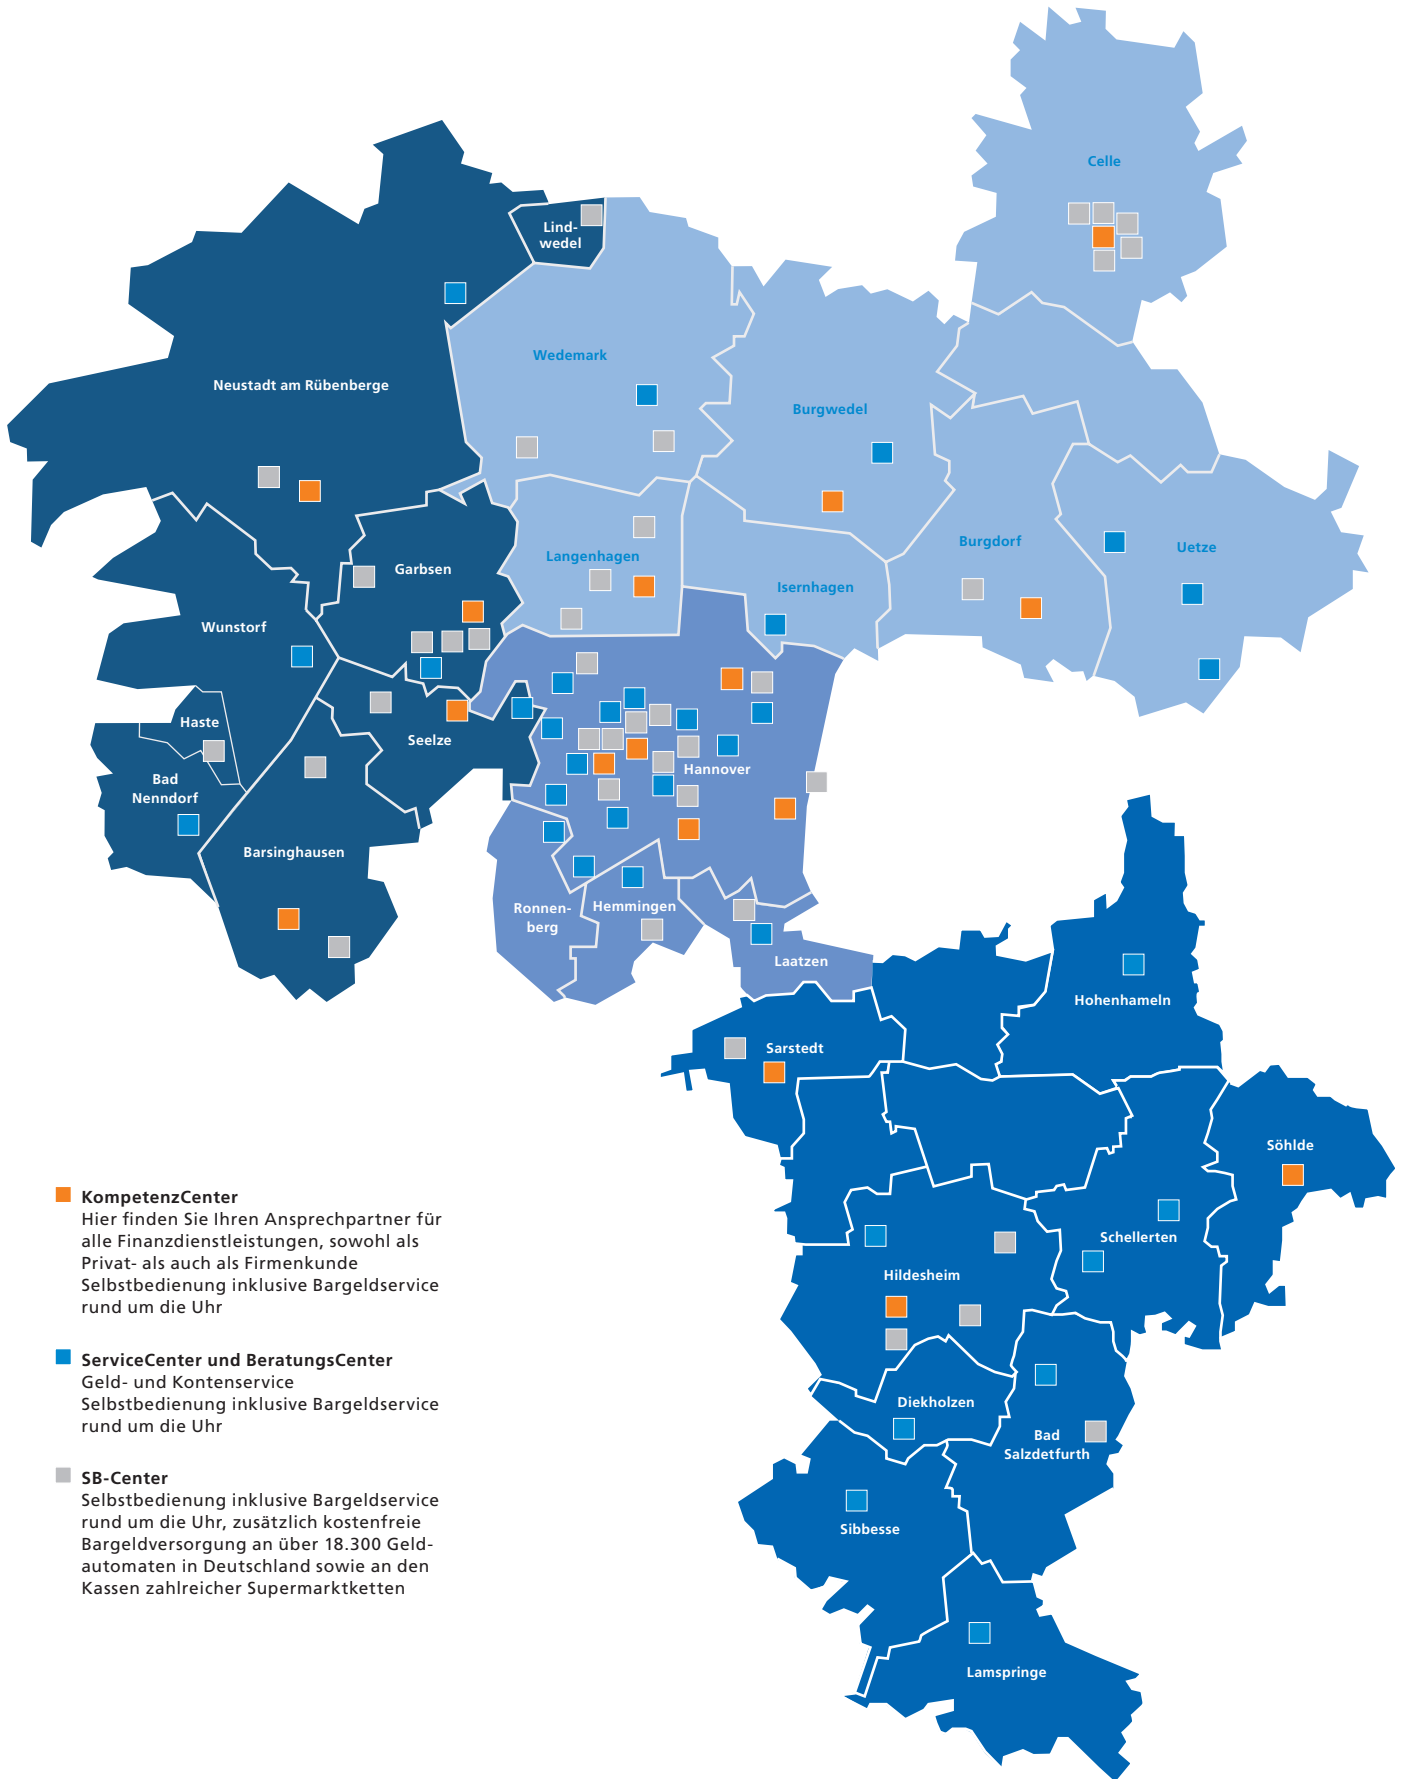 Celle
Lind-
wedel
Wedemark
Neustadt am Rübenberge
Burgwedel
Burgdorf
Uetze
Langenhagen
Garbsen
Isernhagen
Wunstorf
Haste
Seelze
Hannover
Bad
Nenndorf
Barsinghausen
Ronnen-
berg
Hemmingen
Laatzen
Hohenhameln
Sarstedt
Söhlde
Schellerten
Hildesheim
Diekholzen
Bad
Salzdetfurth
Sibbesse
Lamspringe
KompetenzCenter
Hier finden Sie Ihren Ansprechpartner für
alle Finanzdienstleistungen, sowohl als
Privat- als auch als Firmenkunde
Selbstbedienung inklusive Bargeldservice
rund um die Uhr
ServiceCenter und BeratungsCenter
Geld- und Kontenservice
Selbstbedienung inklusive Bargeldservice
rund um die Uhr
SB-Center
Selbstbedienung inklusive Bargeldservice
rund um die Uhr, zusätzlich kostenfreie
Bargeldversorgung an über 18.300 Geld-
automaten in Deutschland sowie an den
Kassen zahlreicher Supermarktketten